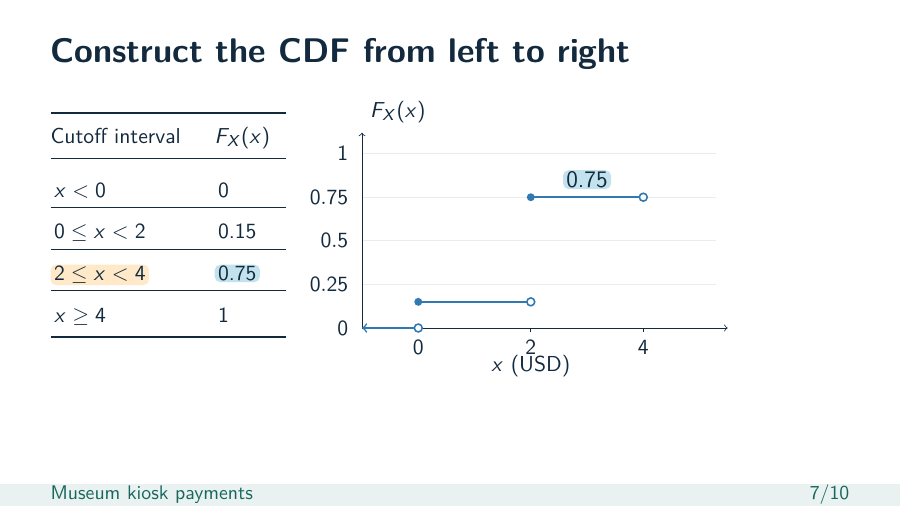 Construct the CDF from left to right
Cutoff interval F_X(x)
x < 0 0
0 ≤ x < 2 0.15
2 ≤ x < 4 0.75
x ≥ 4 1
F_X(x)
1
0.75
0.75
0.5
0.25
0
0 2 4
x (USD)
Museum kiosk payments 7/10